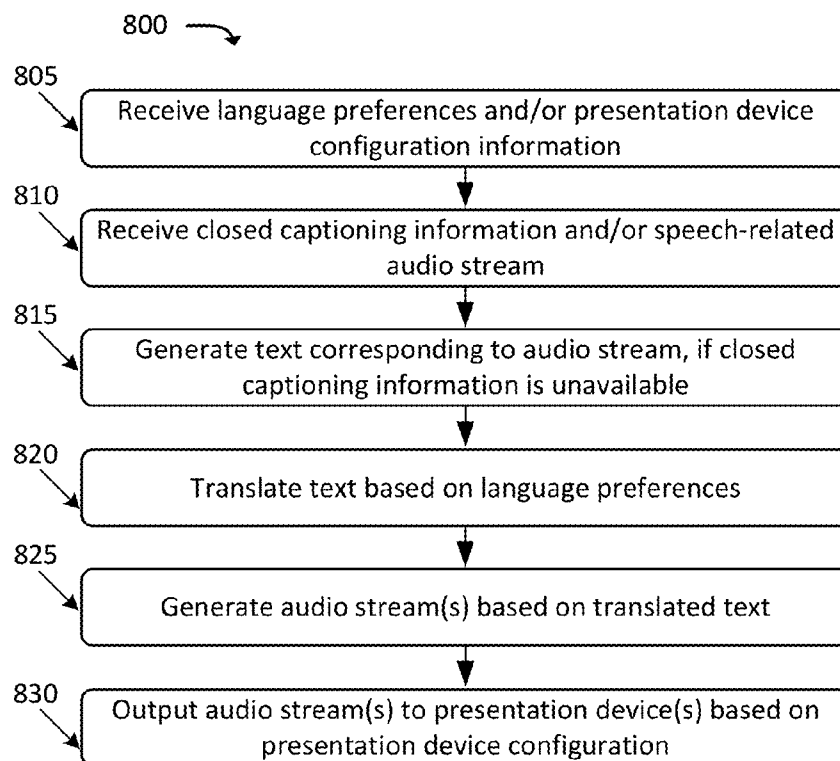 800
805
Receive language preferences and/or presentation device
configuration information
810
Receive closed captioning information and/or speech-related
audio stream
815
Generate text corresponding to audio stream, if closed
captioning information is unavailable
820
Translate text based on language preferences
825
Generate audio stream(s) based on translated text
830
Output audio stream(s) to presentation device(s) based on
presentation device configuration